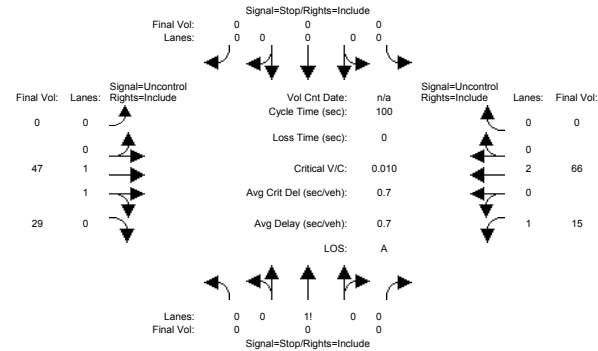 Signal=Stop/Rights=Include
Final Vol: 0 0 0
Lanes: 0 0 0 0 0
Signal=Uncontrol
Final Vol: Lanes: Rights=Include
Vol Cnt Date: n/a
Signal=Uncontrol
Rights=Include Lanes: Final Vol:
Cycle Time (sec): 100
0 0
0 0
Loss Time (sec): 0
0
0
47 1
Critical V/C: 0.010
2 66
1
Avg Crit Del (sec/veh): 0.7
0
29 0
Avg Delay (sec/veh): 0.7
1 15
LOS: A
Lanes: 0 0 1! 0 0
Final Vol: 0 0 0
Signal=Stop/Rights=Include